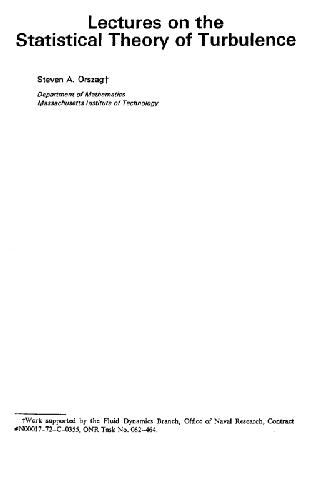 Lectures on the
Statistical Theory of Turbulence
Steven A. Orszag†
Department of Mathematics
Massachusetts Institute of Technology
†Work supported by the Fluid Dynamics Branch, Office of Naval Research, Contract
#N00017-72-C-0355, ONR Task No. 062-464.